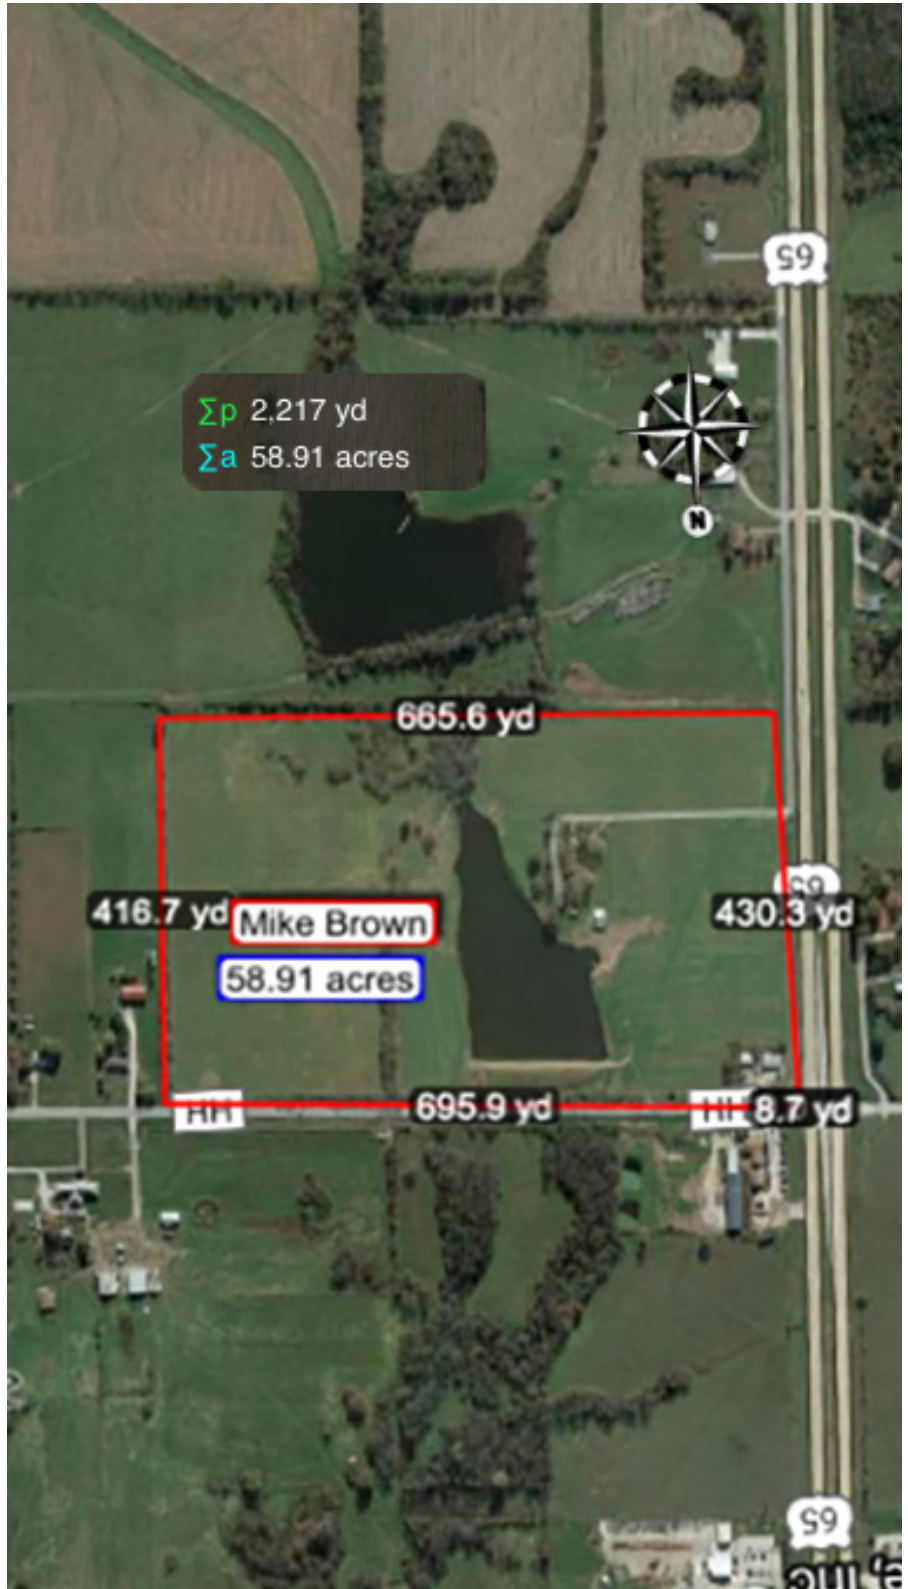 65
∑p 2,217 yd
∑a 58.91 acres
N
665.6 yd
65
416.7 yd
Mike Brown
430.3 yd
58.91 acres
HH
695.9 yd
8.7 yd
65